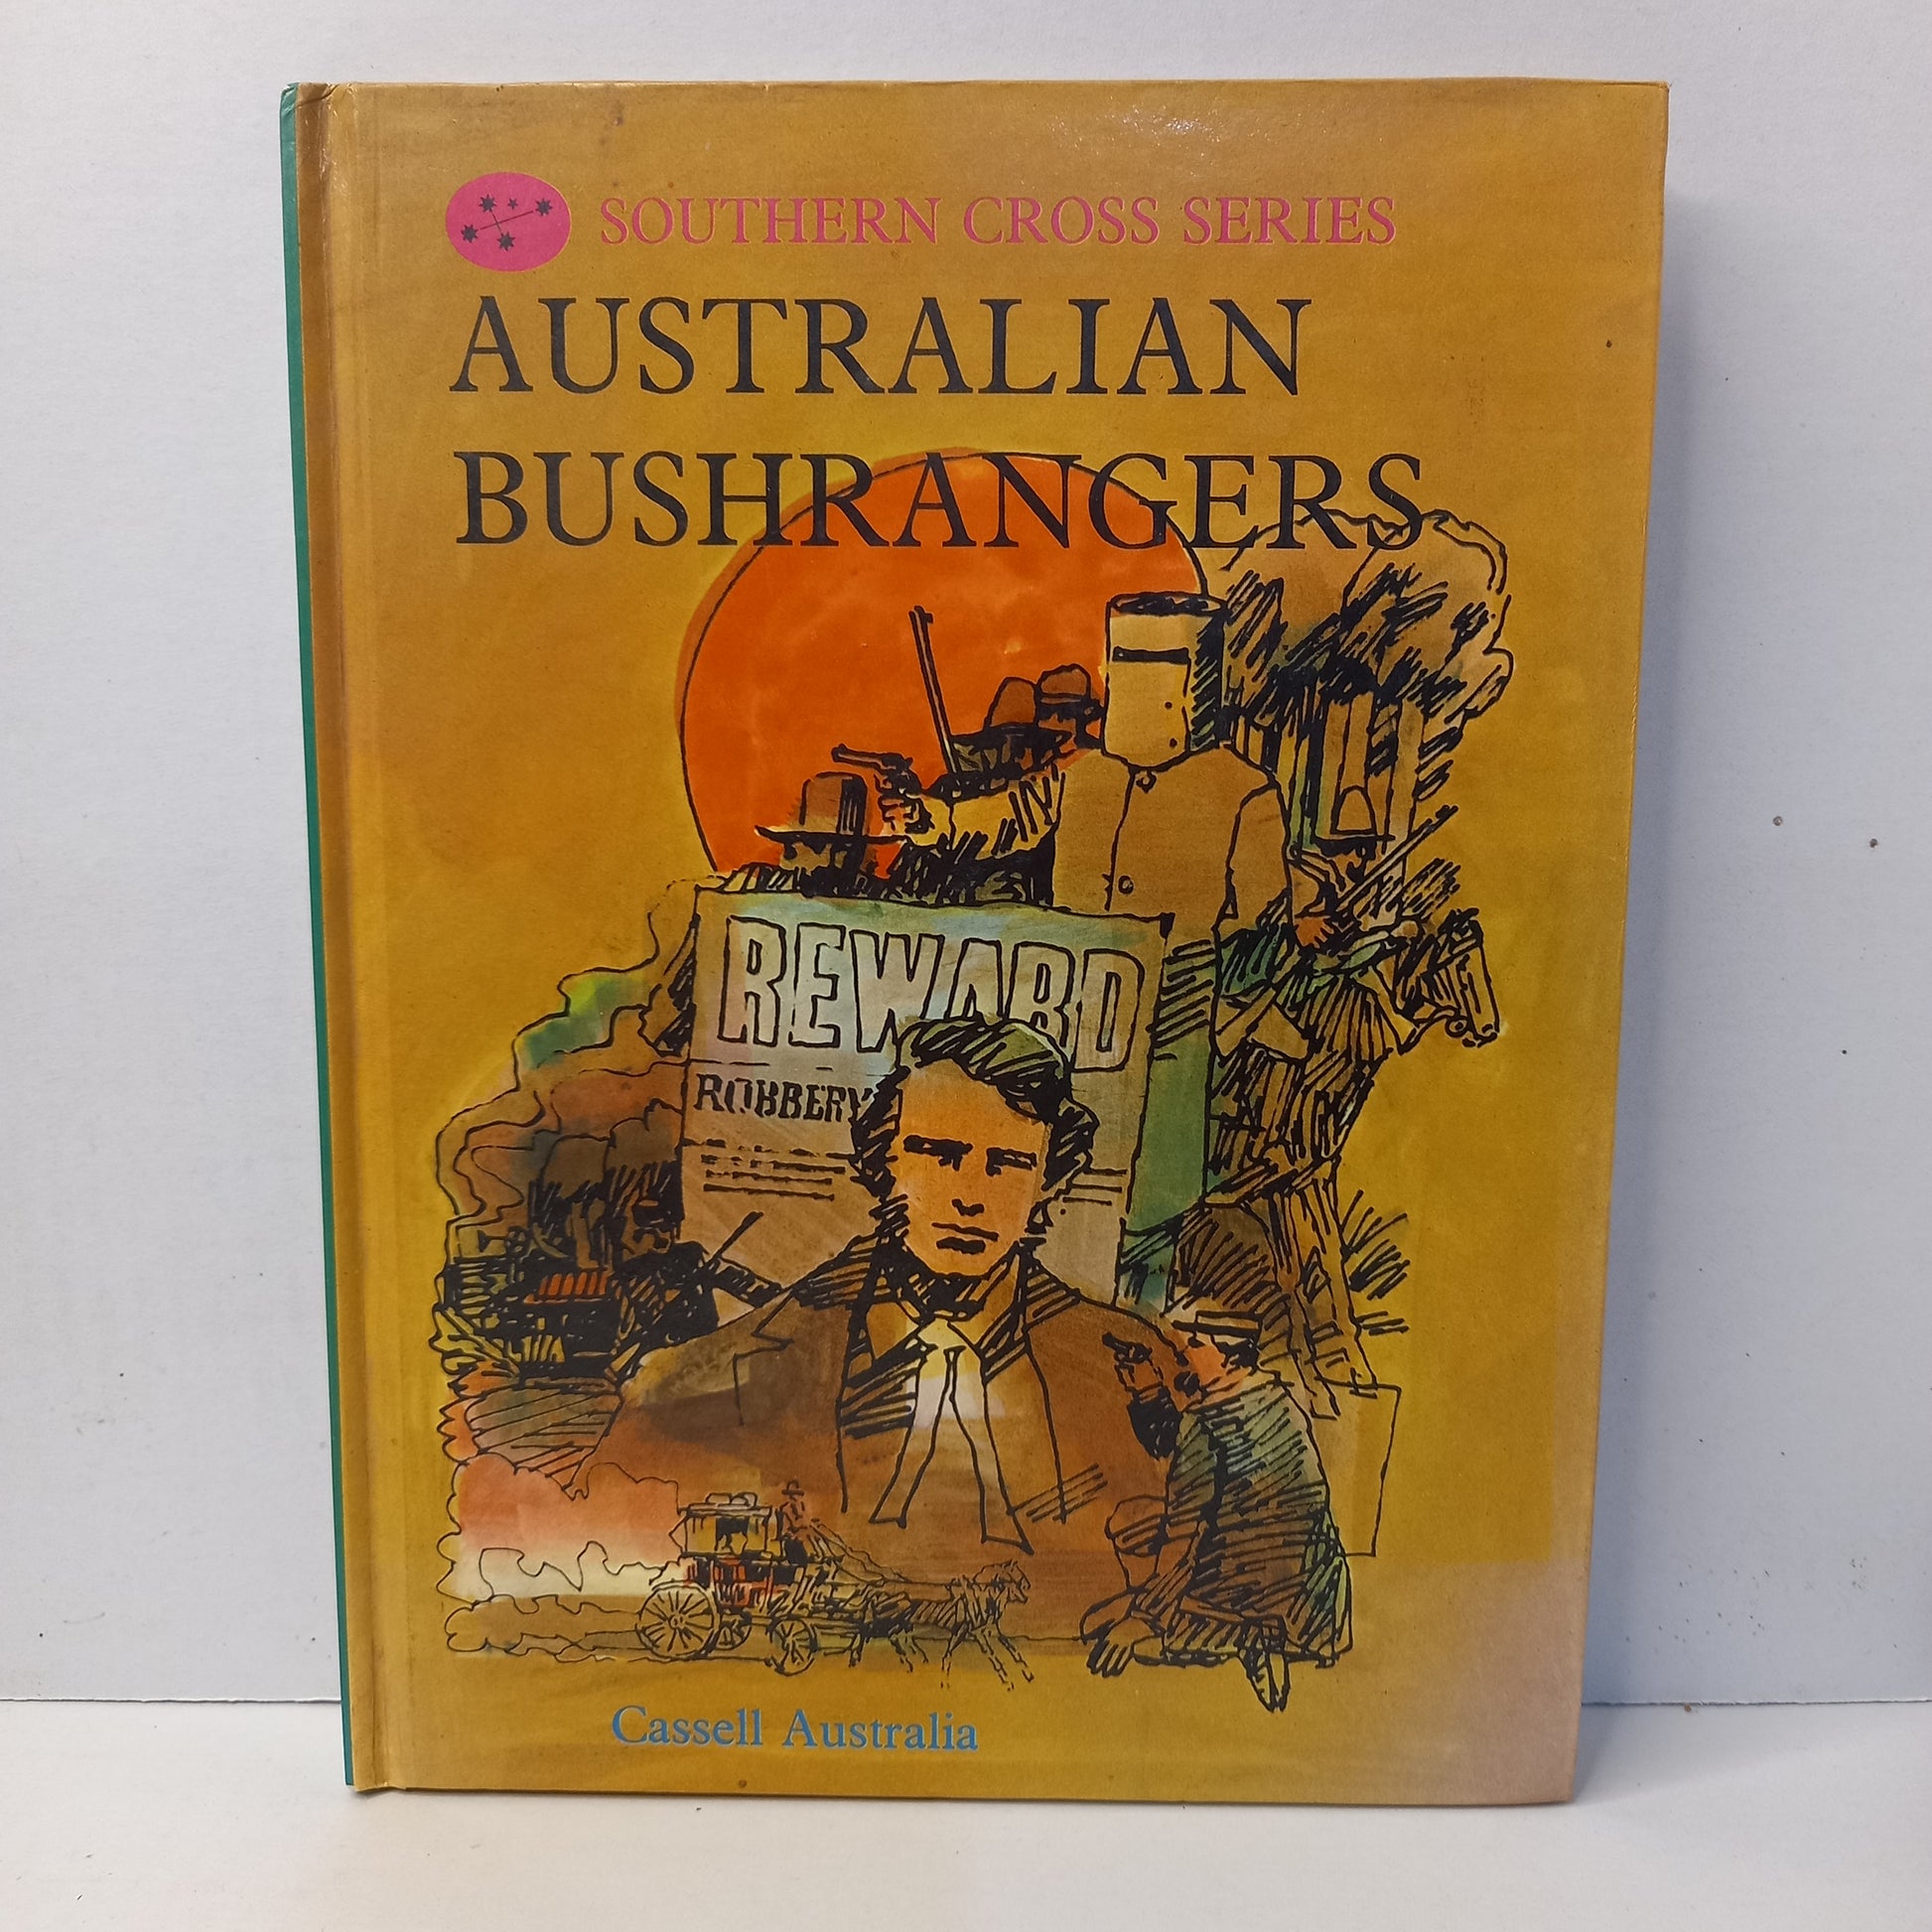 SOUTHERN CROSS SERIES
AUSTRALIAN
BUSHRANGERS
REWARD
ROBBERY
Cassell Australia